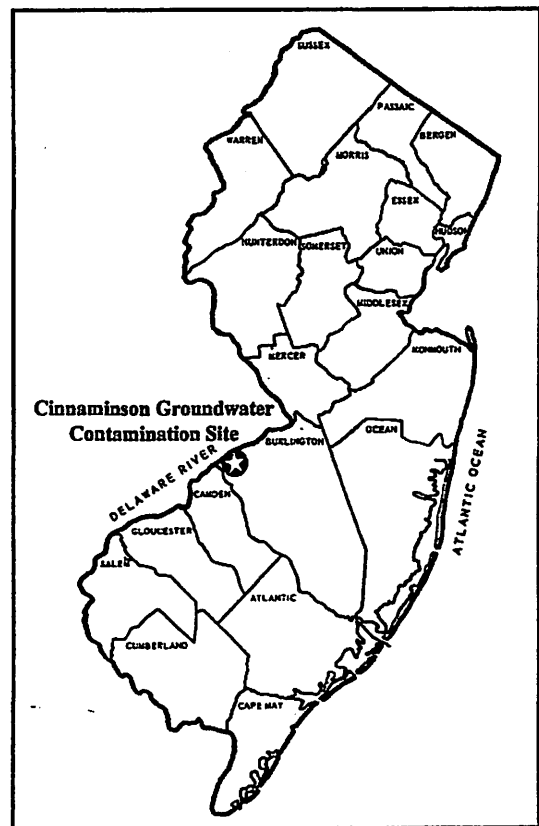 SUSSEX
PASSAIC
BERGEN
WARREN
MORRIS
ESSEX
HUDSON
HUNTERDON
SOMERSET
UNION
MIDDLESEX
MERCER
MONMOUTH
Cinnaminson Groundwater
Contamination Site
BURLINGTON
OCEAN
DELAWARE RIVER
CAMDEN
ATLANTIC OCEAN
GLOUCESTER
SALEM
ATLANTIC
CUMBERLAND
CAPE MAY